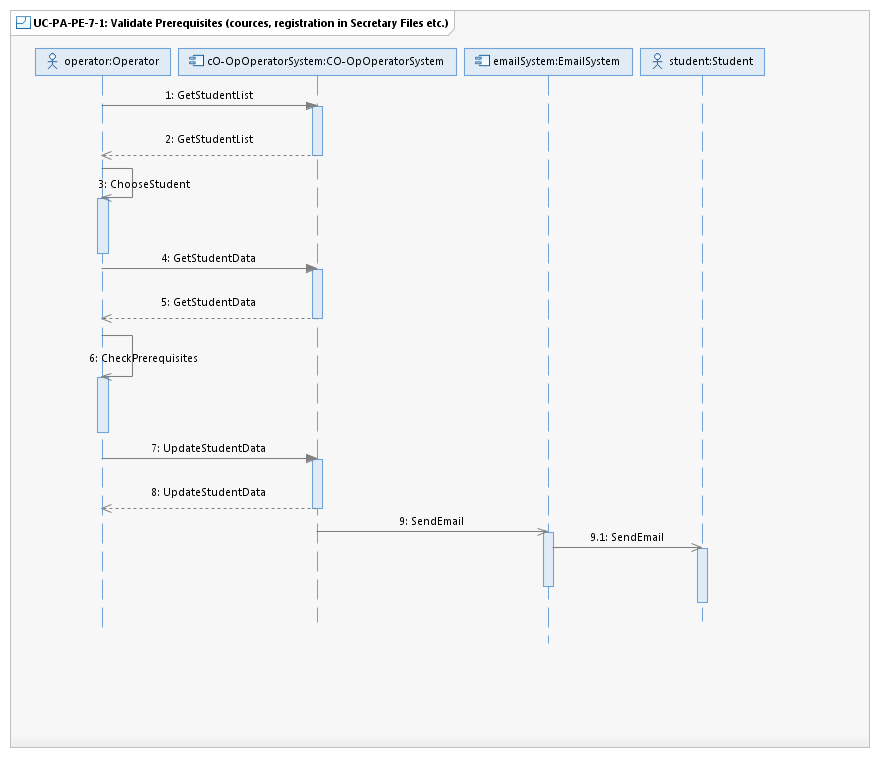 UC-PA-PE-7-1: Validate Prerequisites (cources, registration in Secretary Files etc.)
operator:Operator
cO-OpOperatorSystem:CO-OpOperatorSystem
emailSystem:EmailSystem
student:Student
1: GetStudentList
2: GetStudentList
3: ChooseStudent
4: GetStudentData
5: GetStudentData
6: CheckPrerequisites
7: UpdateStudentData
8: UpdateStudentData
9: SendEmail
9.1: SendEmail